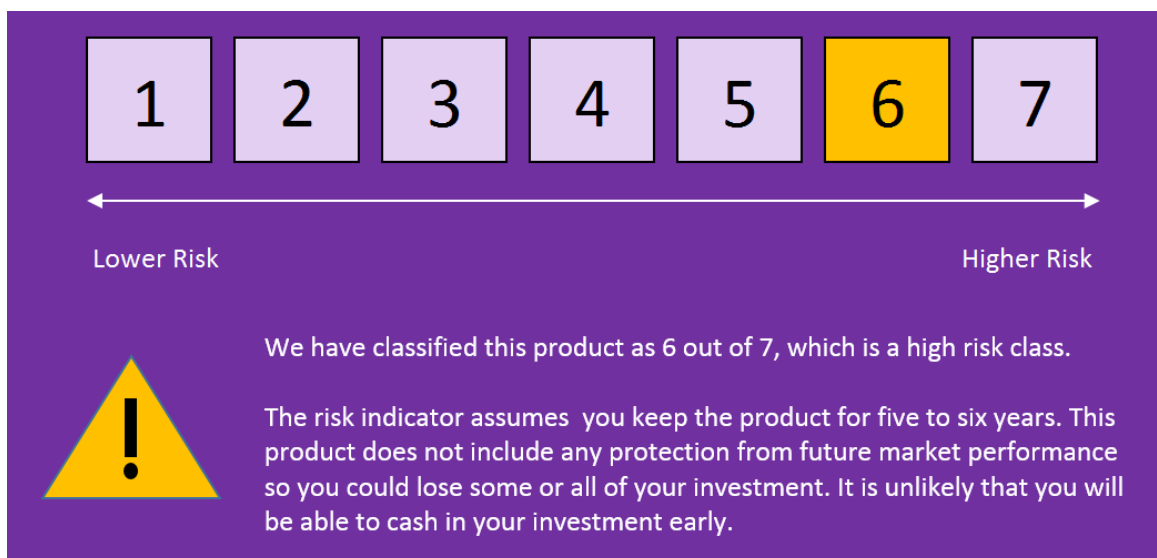 1 2 3 4 5 6 7
Lower Risk Higher Risk
We have classified this product as 6 out of 7, which is a high risk class.
!
The risk indicator assumes  you keep the product for five to six years. This
product does not include any protection from future market performance
so you could lose some or all of your investment. It is unlikely that you will
be able to cash in your investment early.